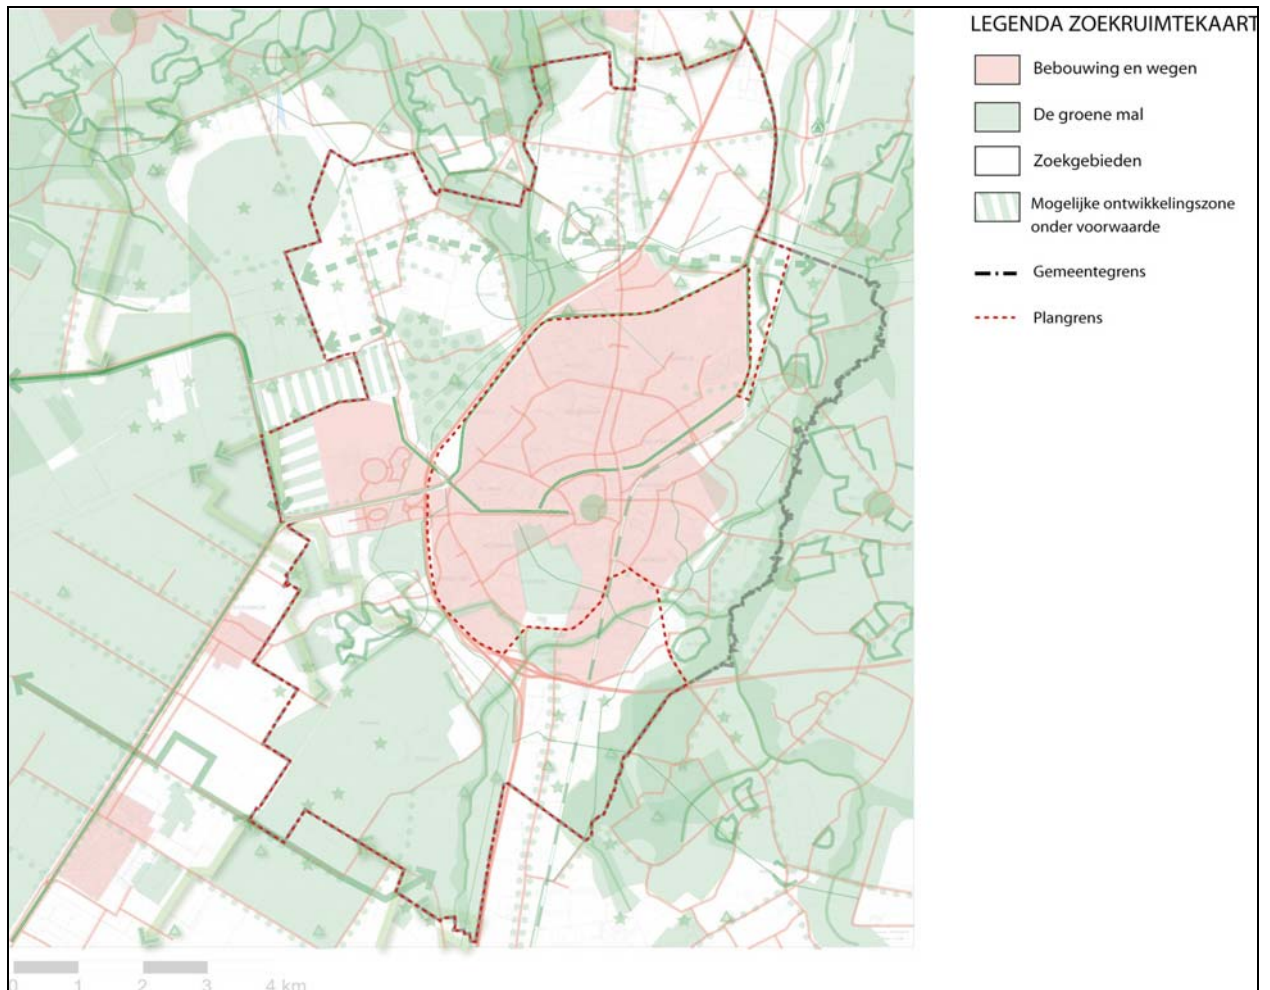 LEGENDA ZOEKRUIMTEKAART
Bebouwing en wegen
De groene mal
Zoekgebieden
Mogelijke ontwikkelingszone
onder voorwaarde
Gemeentegrens
Plangrens
0 1 2 3 4 km